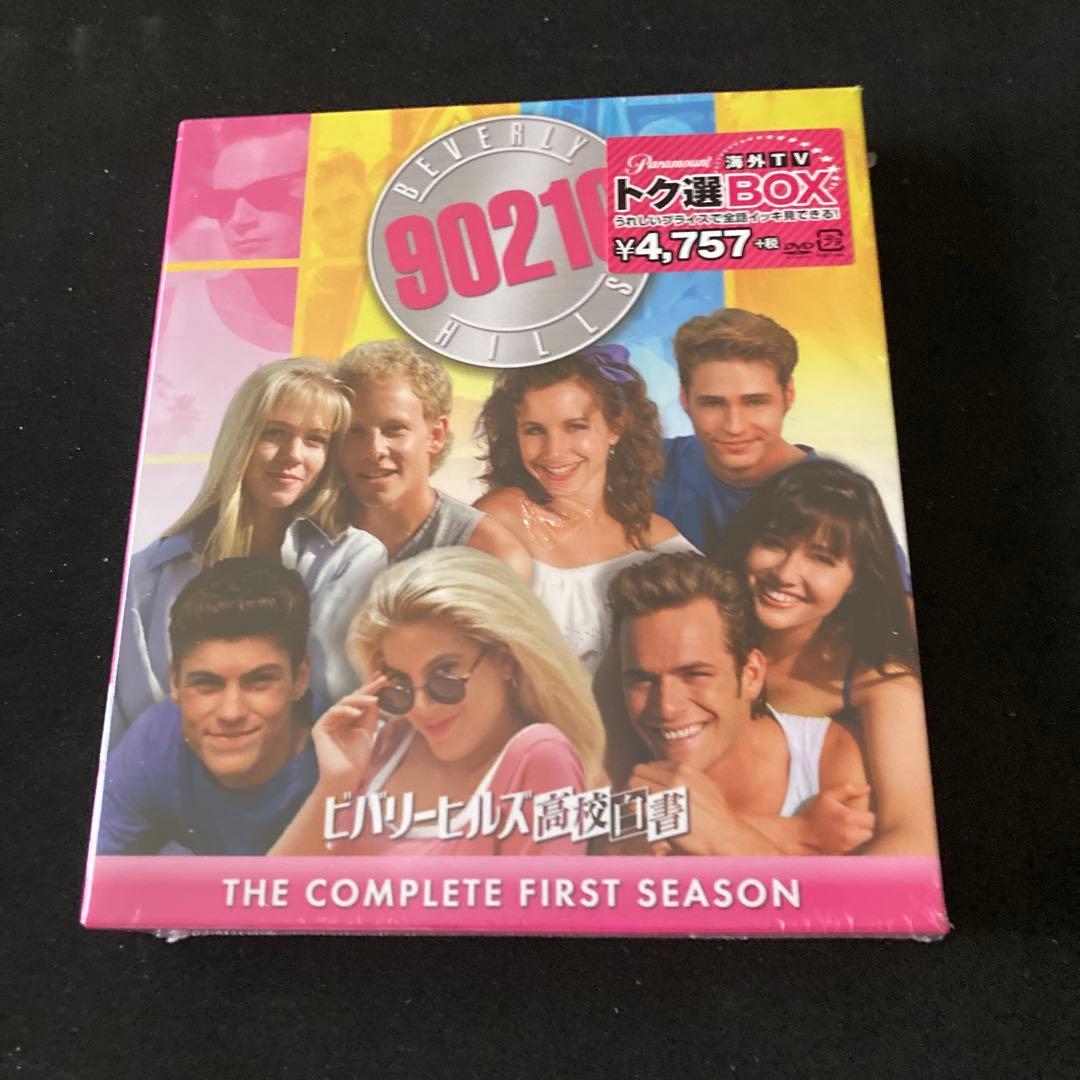 BEVERLY
90210
HILLS
Paramount 海外TV
トク選BOX
うれしいプライスで全話イッキ見できる!
¥4,757 +税 DVD プラ
ビバリーヒルズ高校白書
THE COMPLETE FIRST SEASON